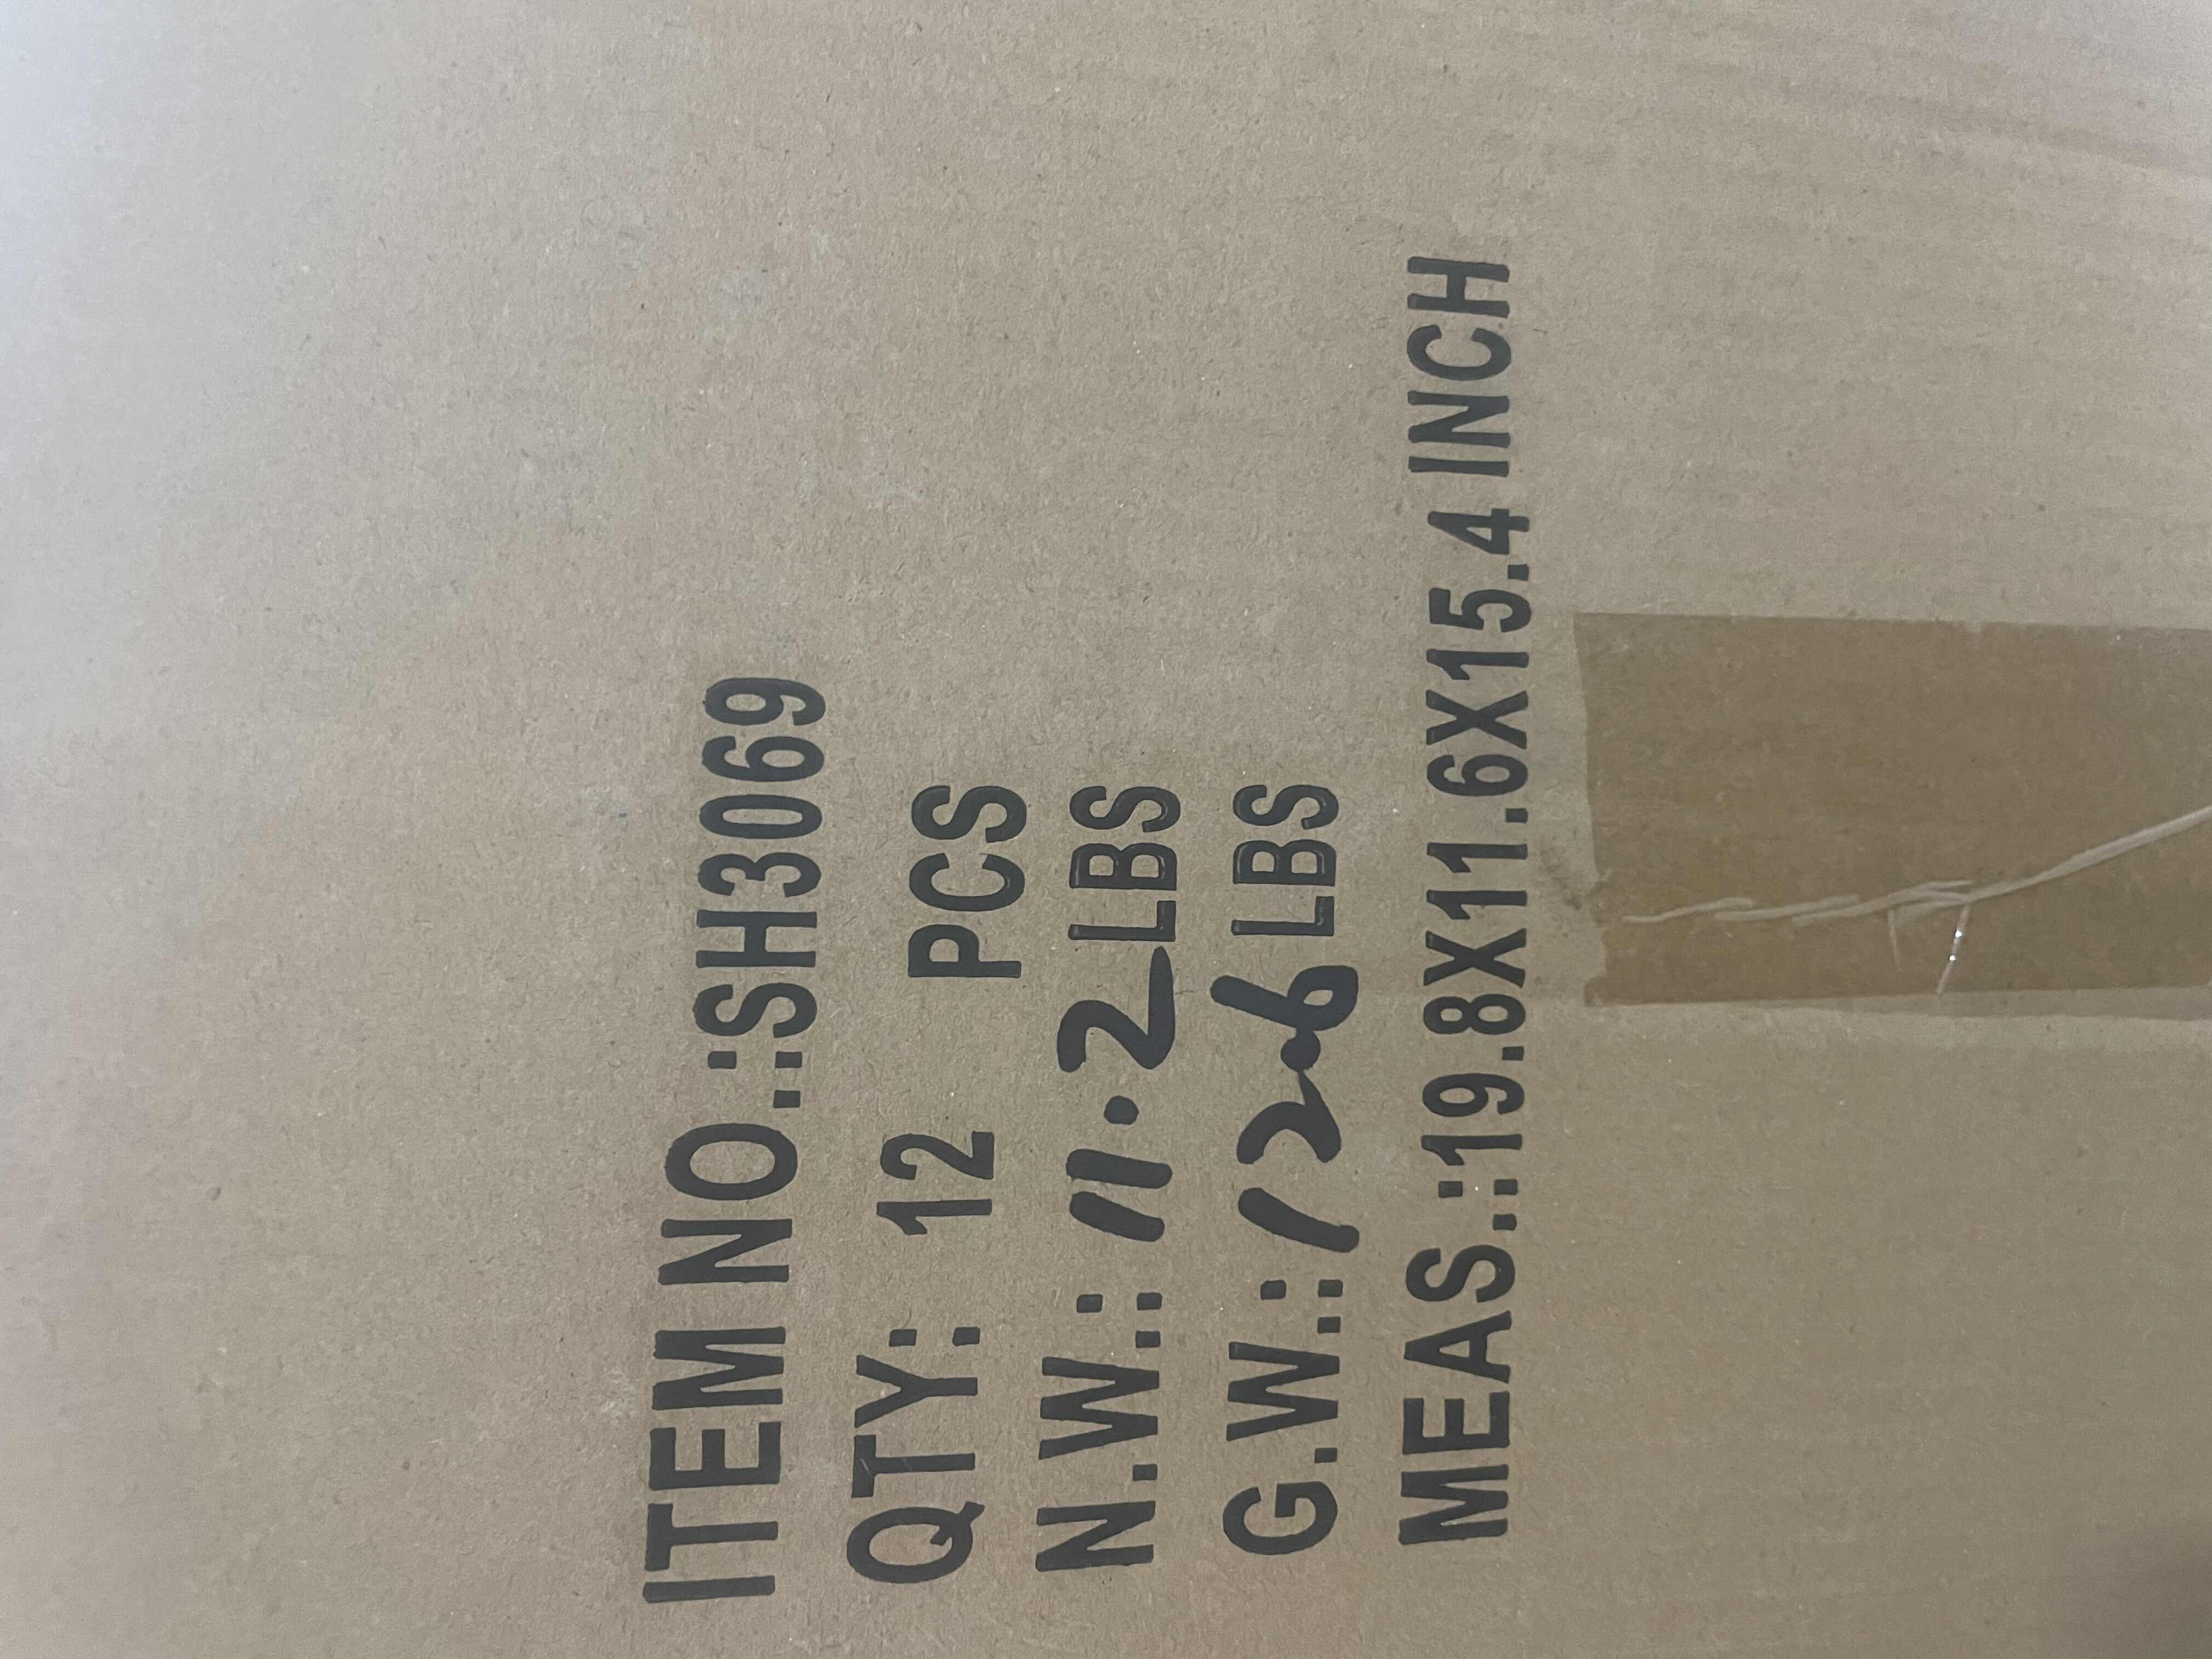 ITEM NO.:SH3069
QTY: 12 PCS
N.W.: 11.2 LBS
G.W.: 12.6 LBS
MEAS.:19.8X11.6X15.4 INCH